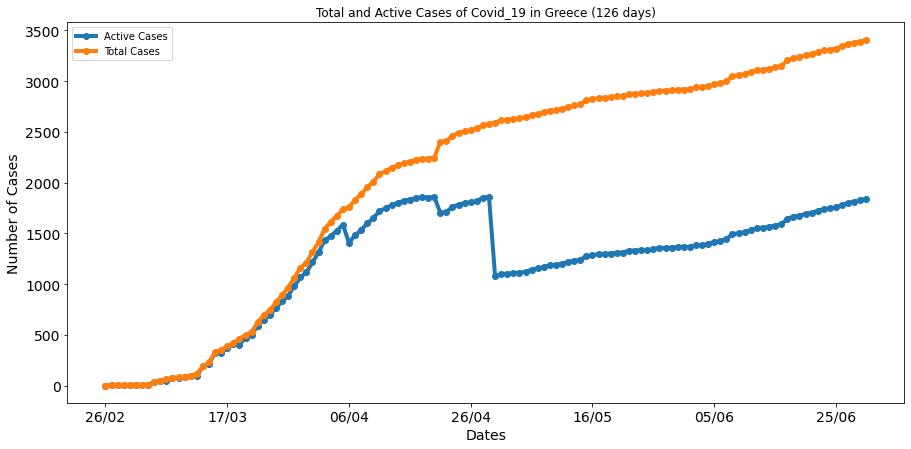 Total and Active Cases of Covid_19 in Greece (126 days)
Active Cases
Total Cases
Number of Cases
3500
3000
2500
2000
1500
1000
500
0
26/02 17/03 06/04 26/04 16/05 05/06 25/06
Dates